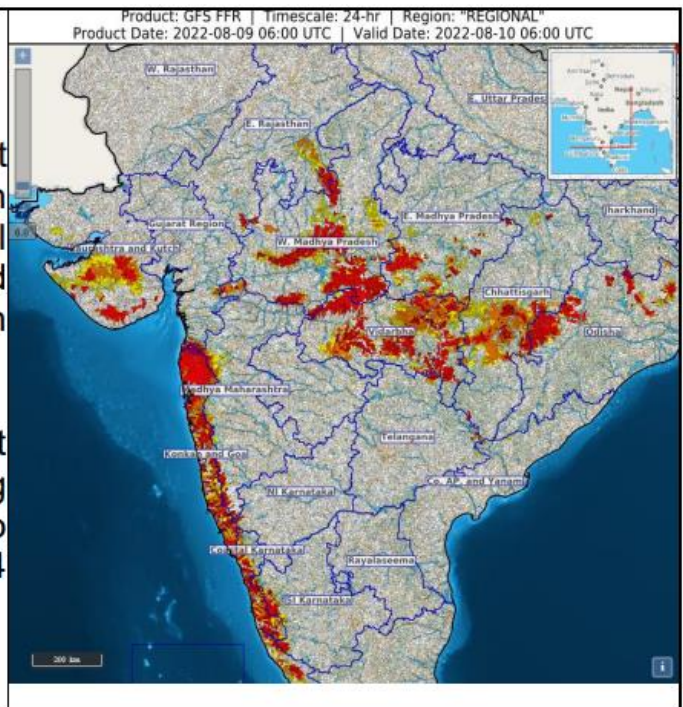 Product: GFS FFR | Timescale: 24-hr | Region: "REGIONAL"
Product Date: 2022-08-09 06:00 UTC | Valid Date: 2022-08-10 06:00 UTC
W. Rajasthan
E. Uttar Prades
E. Rajasthan
Jharkhand
E. Madhya Pradesh
Gujarat Region
W. Madhya Pradesh
Saurashtra and Kutch
Chhattisgarh
Vidarbha
Odisha
Madhya Maharashtra
Telangana
Konkan and Goa
Co. AP. and Yanam
NI Karnatakal
Coastal Karnatakal
Rayalaseema
SI Karnataka
200 km
i